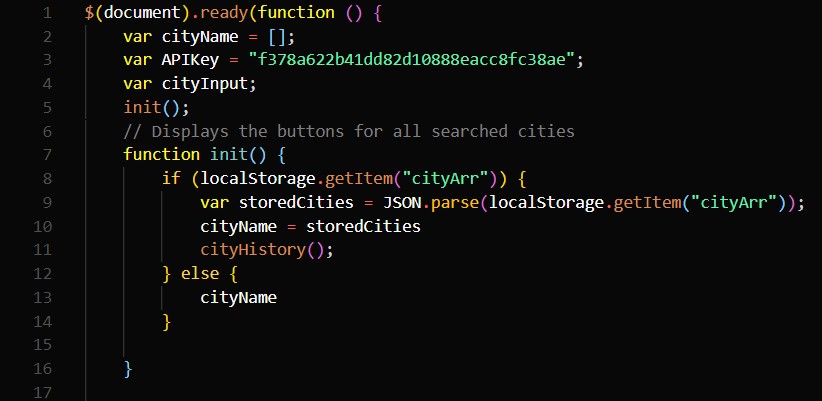 1 $(document).ready(function () {
2 var cityName = [];
3 var APIKey = "f378a622b41dd82d10888eacc8fc38ae";
4 var cityInput;
5 init();
6 // Displays the buttons for all searched cities
7 function init() {
8 if (localStorage.getItem("cityArr")) {
9 var storedCities = JSON.parse(localStorage.getItem("cityArr"));
10 cityName = storedCities
11 cityHistory();
12 } else {
13 cityName
14 }
15
16 }
17